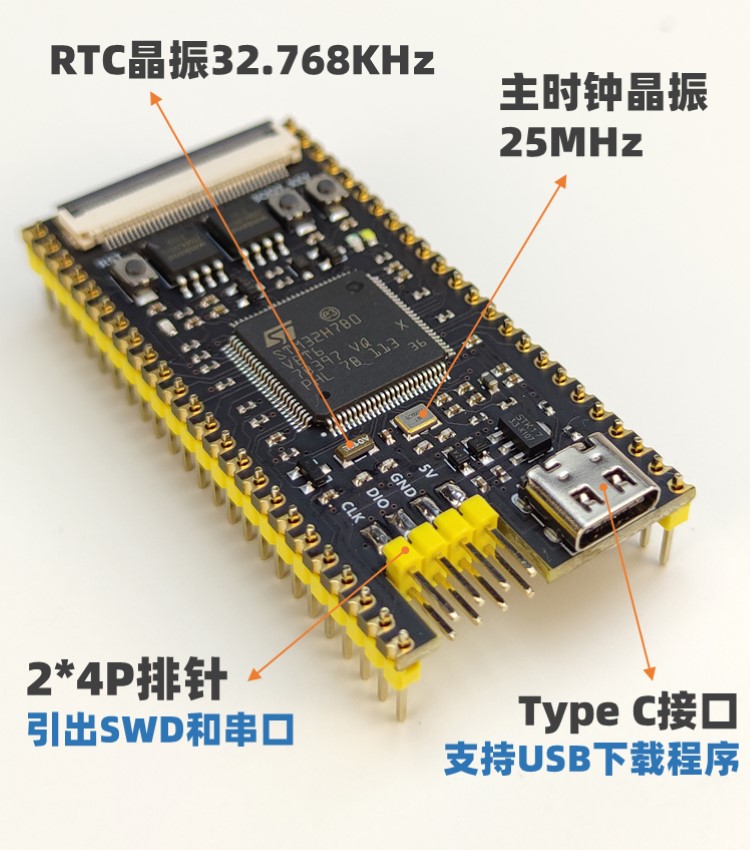 RTC晶振32.768KHz
主时钟晶振
25MHz
STM32H7B0
VBT6
VQ X
PHL 7B 113 36
5V
GND
DIO
CLK
2*4P排针
引出SWD和串口
Type C接口
支持USB下载程序